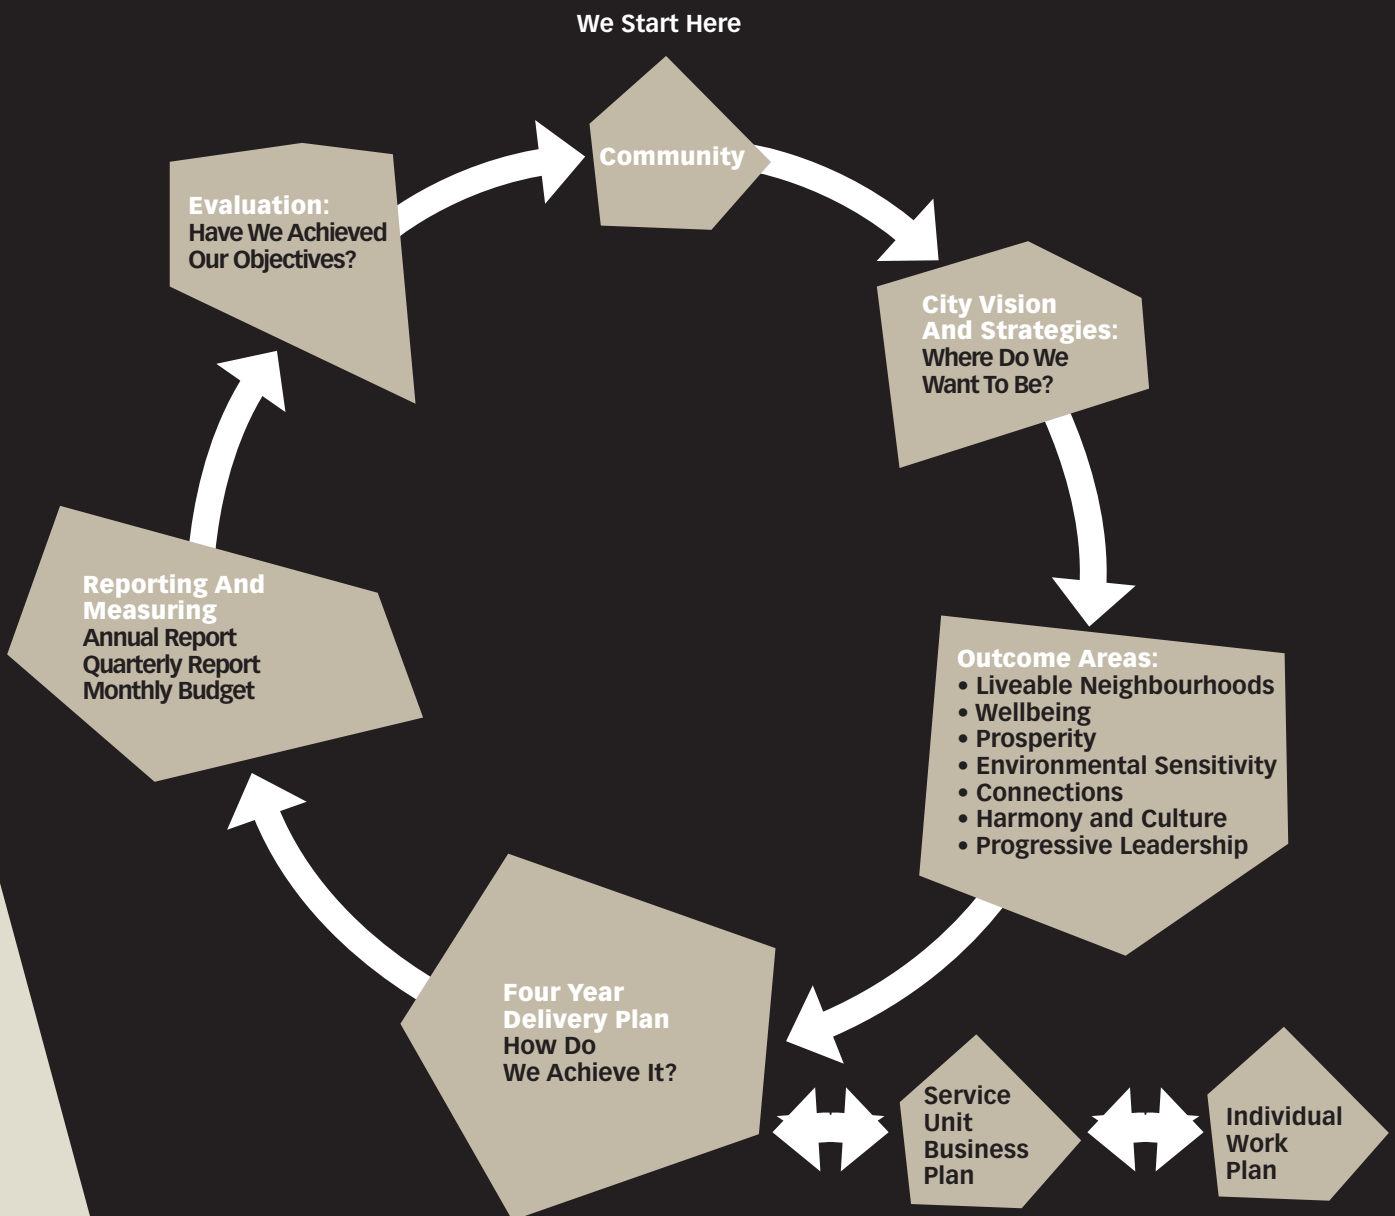 We Start Here
Community
City Vision
And Strategies:
Where Do We
Want To Be?
Outcome Areas:
• Liveable Neighbourhoods
• Wellbeing
• Prosperity
• Environmental Sensitivity
• Connections
• Harmony and Culture
• Progressive Leadership
Four Year
Delivery Plan
How Do
We Achieve It?
Service
Unit
Business
Plan
Individual
Work
Plan
Reporting And
Measuring
Annual Report
Quarterly Report
Monthly Budget
Evaluation:
Have We Achieved
Our Objectives?